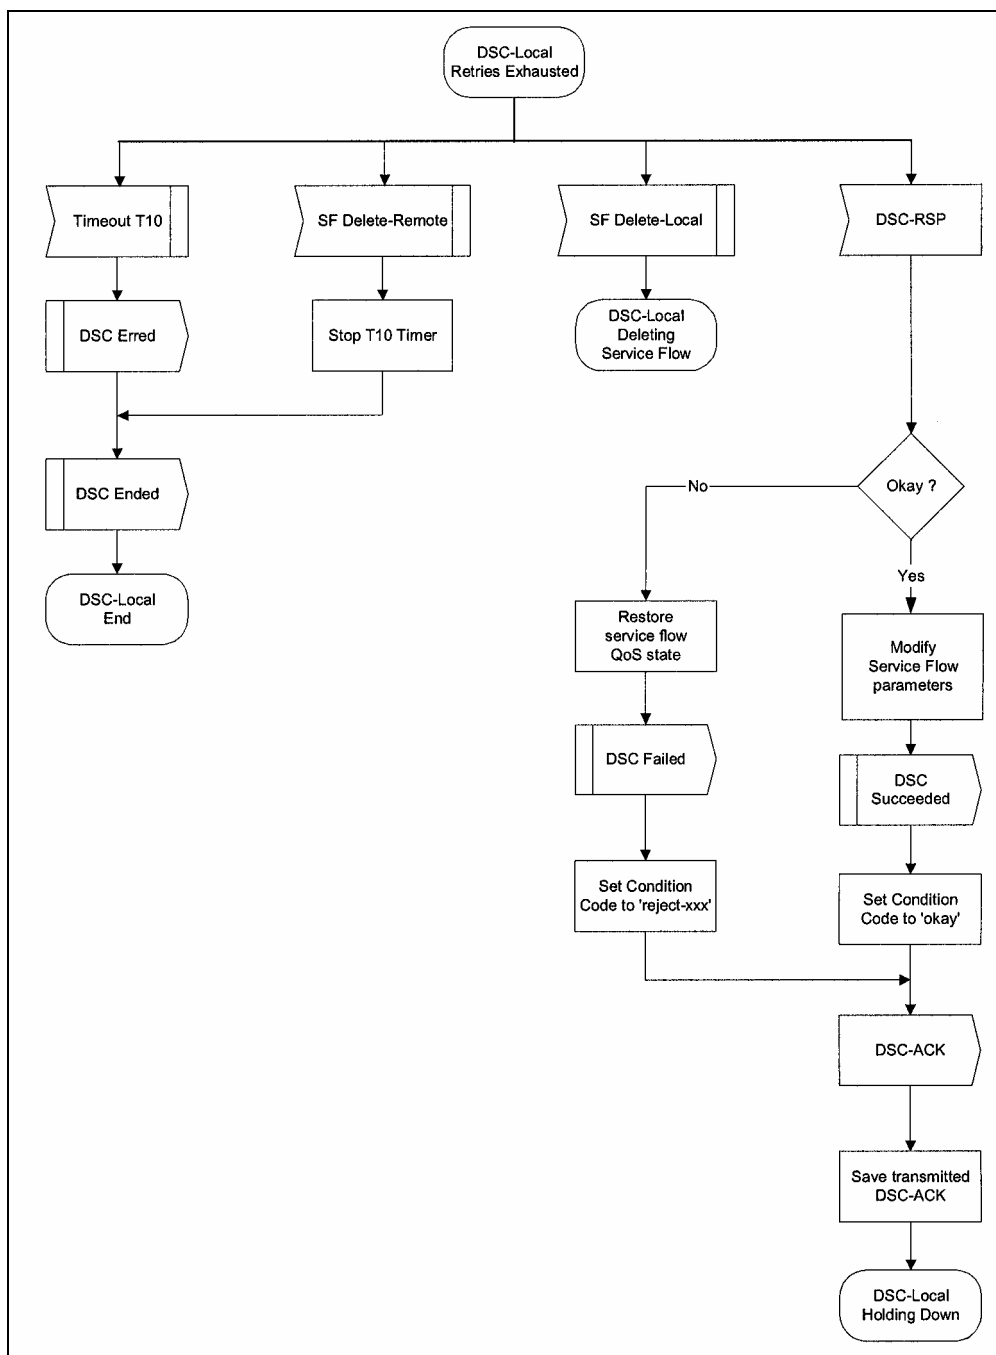 DSC-Local
Retries Exhausted
Timeout T10
SF Delete-Remote
SF Delete-Local
DSC-RSP
DSC Erred
Stop T10 Timer
DSC-Local
Deleting
Service Flow
DSC Ended
Okay ?
No
Yes
DSC-Local
End
Restore
service flow
QoS state
Modify
Service Flow
parameters
DSC Failed
DSC
Succeeded
Set Condition
Code to 'reject-xxx'
Set Condition
Code to 'okay'
DSC-ACK
Save transmitted
DSC-ACK
DSC-Local
Holding Down